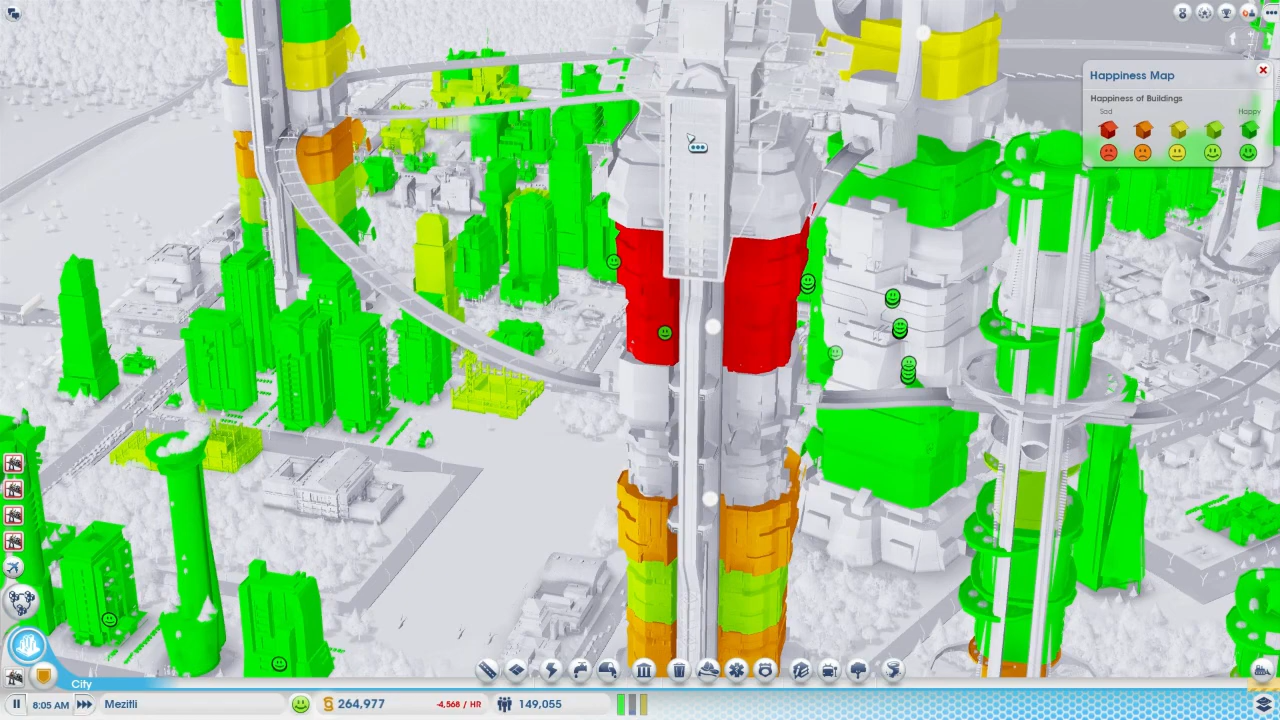 Happiness Map
Happiness of Buildings
Sad Happy
City
8:05 AM Mezitli 264,977 -4,568 / HR 149,055